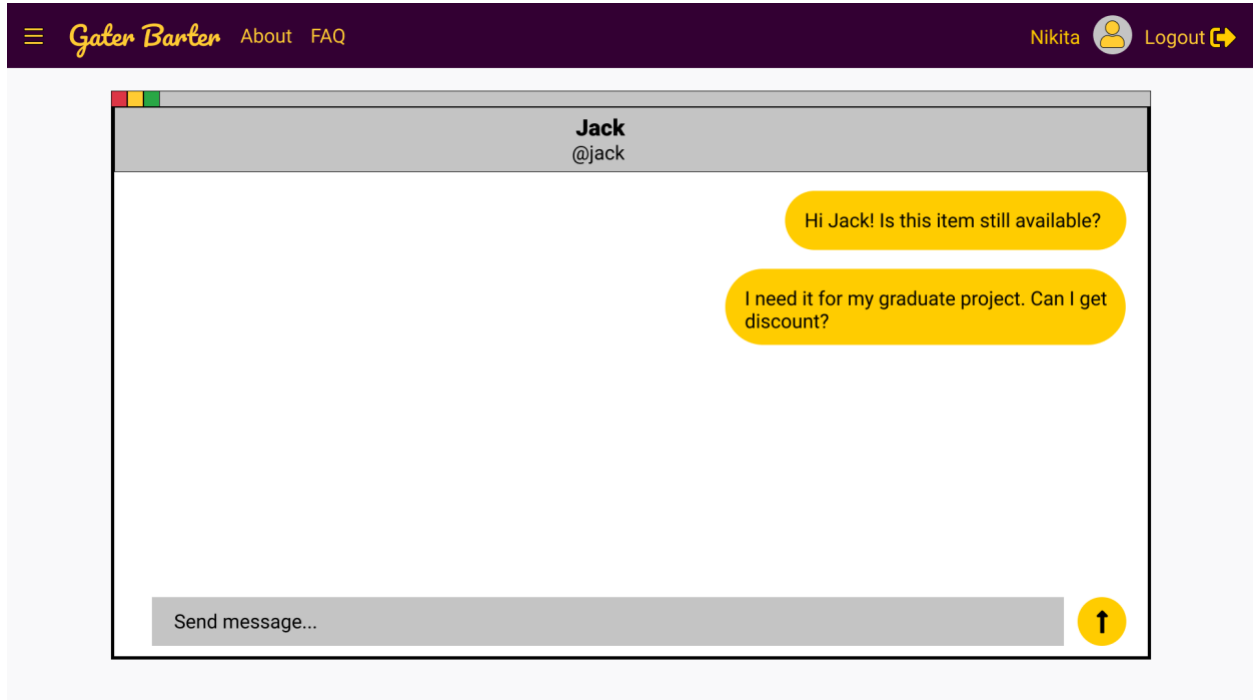 Gater Barter About FAQ Nikita Logout
Jack
@jack
Hi Jack! Is this item still available?
I need it for my graduate project. Can I get
discount?
Send message...